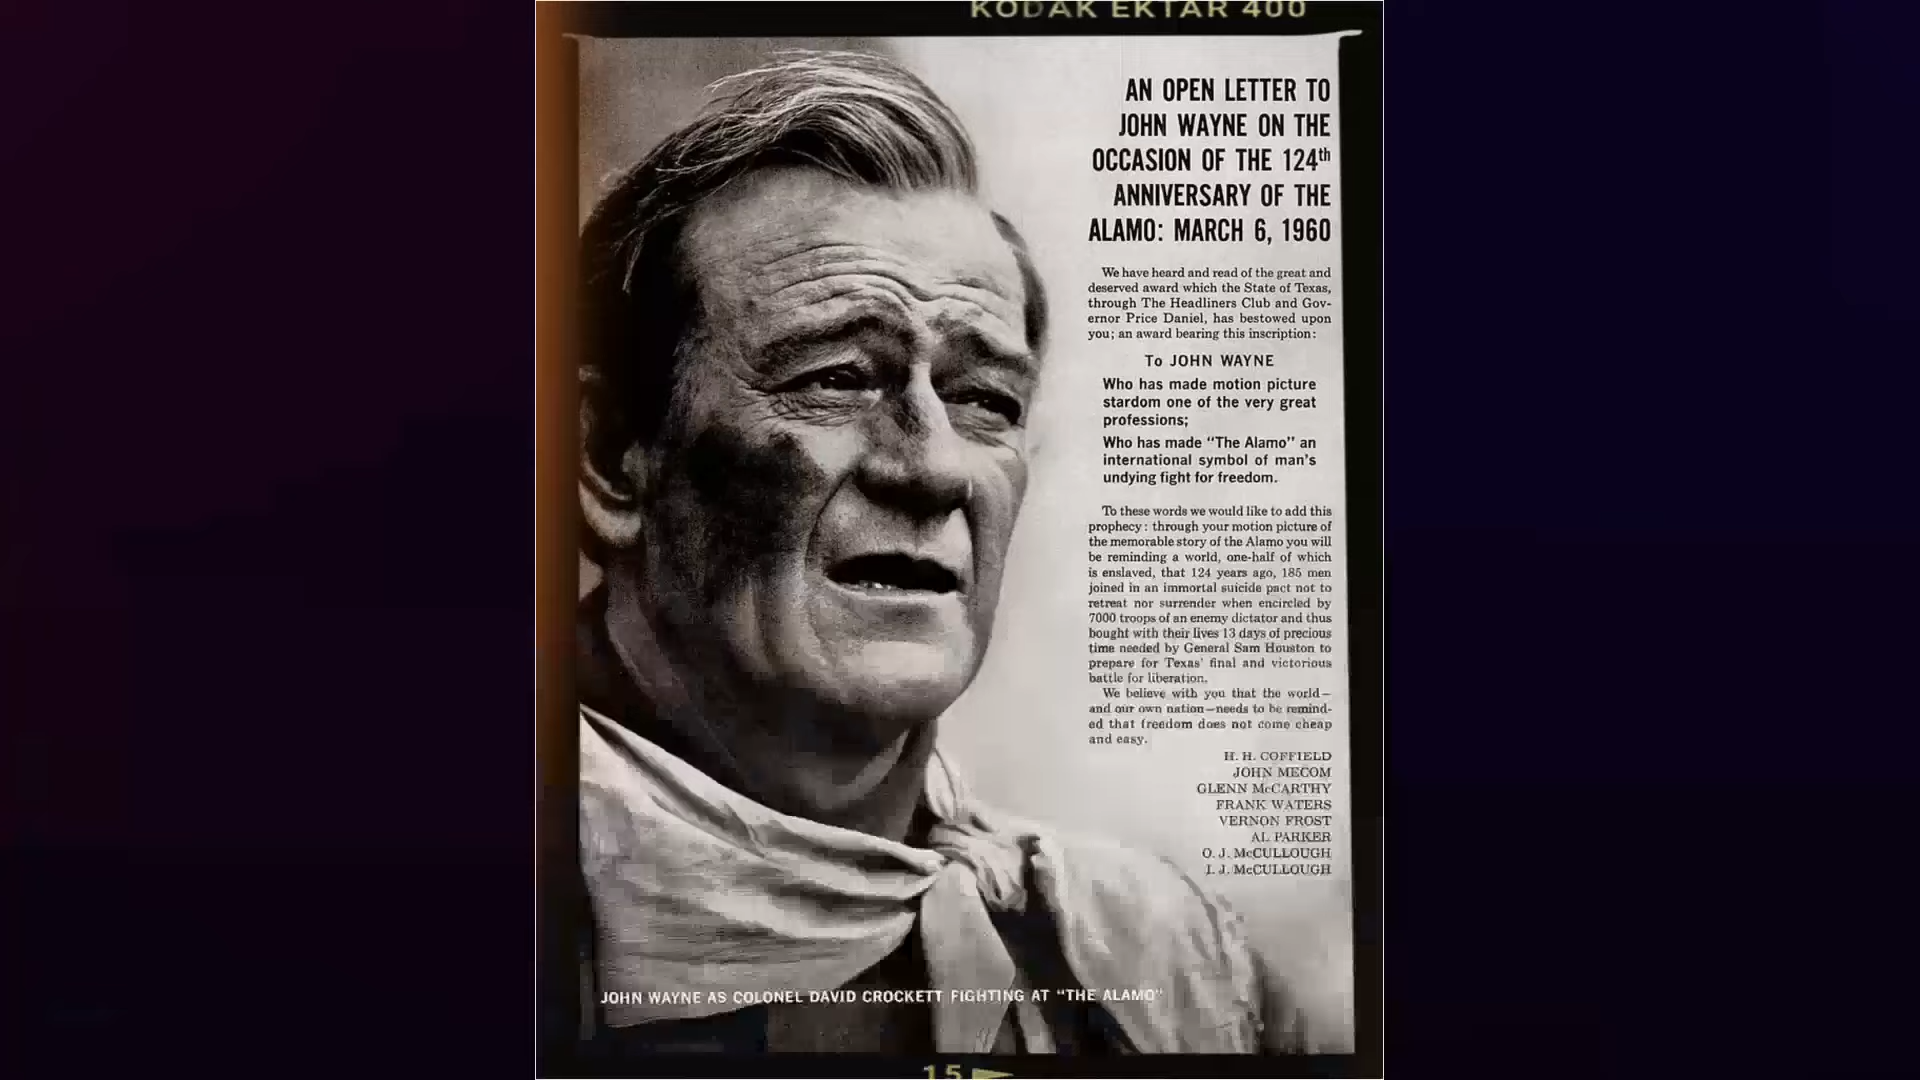 KODAK EKTAR 400
AN OPEN LETTER TO
JOHN WAYNE ON THE
OCCASION OF THE 124th
ANNIVERSARY OF THE
ALAMO: MARCH 6, 1960
We have heard and read of the great and
deserved award which the State of Texas,
through The Headliners Club and Gov-
ernor Price Daniel, has bestowed upon
you; an award bearing this inscription:
To JOHN WAYNE
Who has made motion picture
stardom one of the very great
professions;
Who has made "The Alamo" an
international symbol of man's
undying fight for freedom.
To these words we would like to add this
prophecy: through your motion picture of
the memorable story of the Alamo you will
be reminding a world, one-half of which
is enslaved, that 124 years ago, 185 men
joined in an immortal suicide pact not to
retreat nor surrender when encircled by
7000 troops of an enemy dictator and thus
bought with their lives 13 days of precious
time needed by General Sam Houston to
prepare for Texas' final and victorious
battle for liberation.
We believe with you that the world—
and our own nation—needs to be remind-
ed that freedom does not come cheap
and easy.
H. H. COFFIELD
JOHN MECOM
GLENN McCARTHY
FRANK WATERS
VERNON FROST
AL PARKER
O. J. McCULLOUGH
I. J. McCULLOUGH
JOHN WAYNE AS COLONEL DAVID CROCKETT FIGHTING AT "THE ALAMO"
15